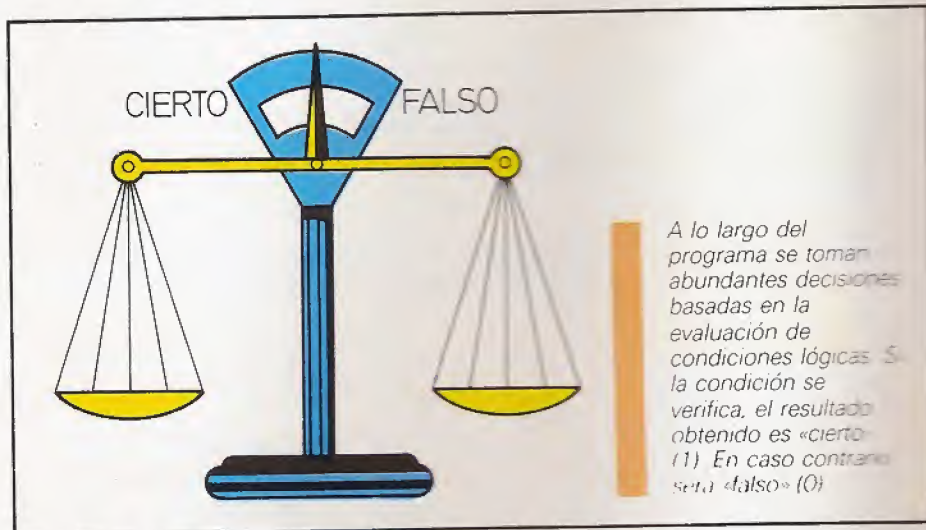 CIERTO
FALSO
A lo largo del
programa se toman
abundantes decisiones
basadas en la
evaluación de
condiciones lógicas. Si
la condición se
verifica, el resultado
obtenido es «cierto»
(1). En caso contrario
será «falso» (0)